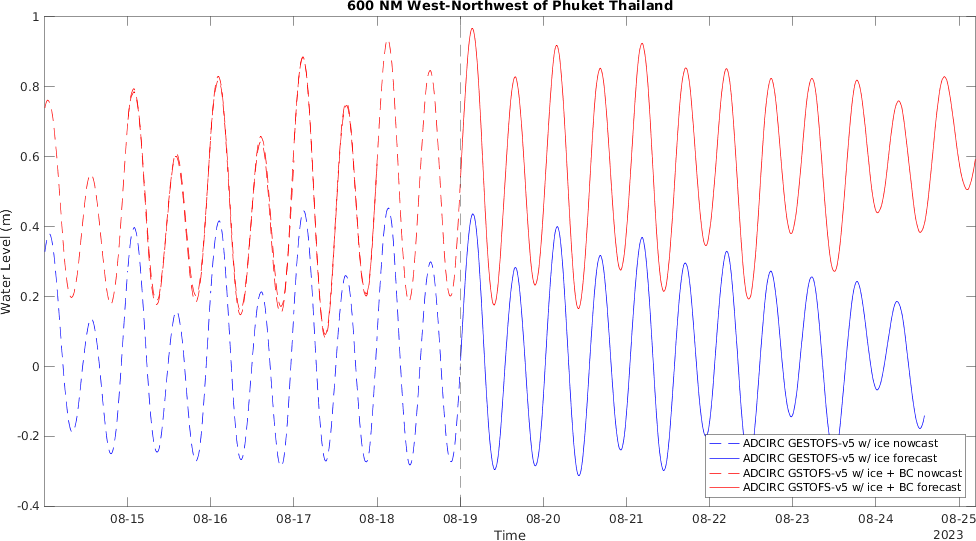 600 NM West-Northwest of Phuket Thailand
1
0.8
0.6
0.4
0.2
0
-0.2
-0.4
Water Level (m)
ADCIRC GESTOFS-v5 w/ ice nowcast
ADCIRC GESTOFS-v5 w/ ice forecast
ADCIRC GSTOFS-v5 w/ ice + BC nowcast
ADCIRC GSTOFS-v5 w/ ice + BC forecast
08-15 08-16 08-17 08-18 08-19 08-20 08-21 08-22 08-23 08-24 08-25
Time
2023